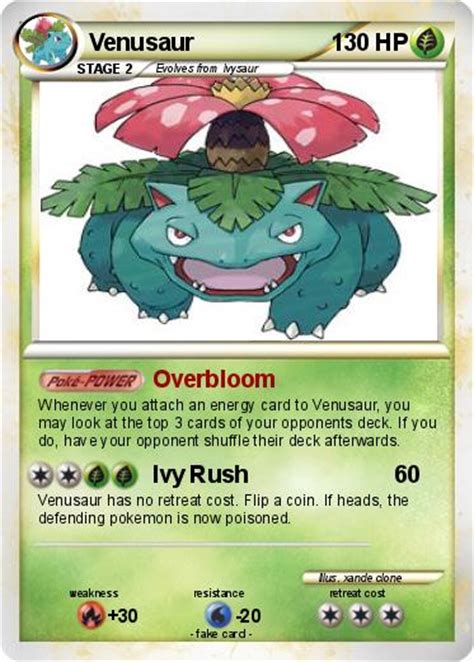 Venusaur 130 HP
STAGE 2 Evolves from Ivysaur
Poké-POWER Overbloom
Whenever you attach an energy card to Venusaur, you
may look at the top 3 cards of your opponents deck. If you
do, have your opponent shuffle their deck afterwards.
Ivy Rush 60
Venusaur has no retreat cost. Flip a coin. If heads, the
defending pokemon is now poisoned.
Illus. xande clone
weakness resistance retreat cost
+30 -20
- fake card -